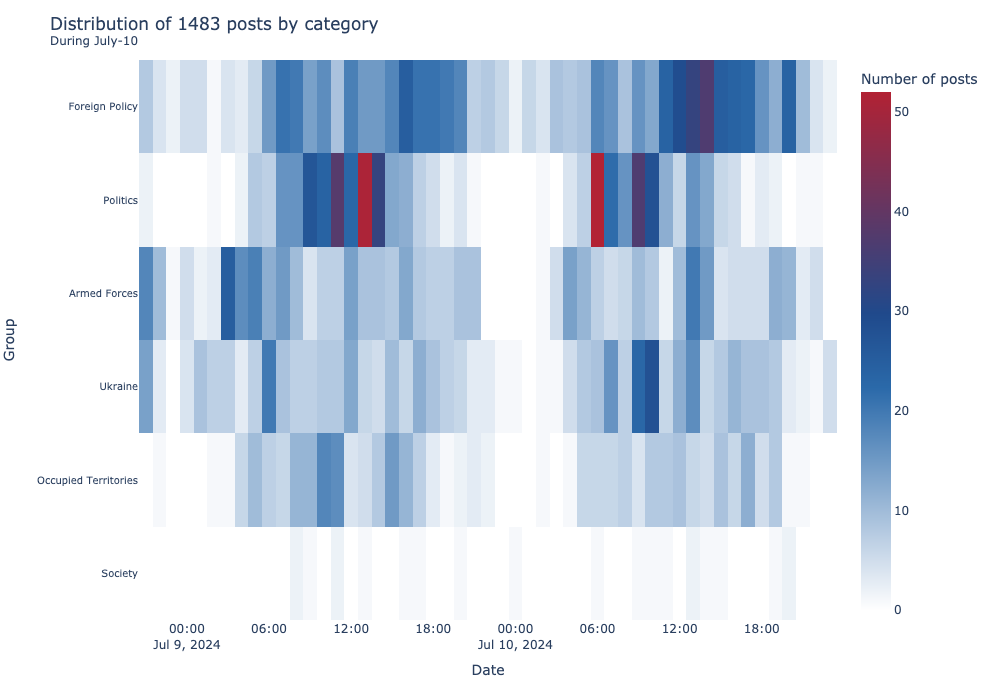 Distribution of 1483 posts by category
During July-10
Number of posts
50
40
30
20
10
0
Group
Foreign Policy
Politics
Armed Forces
Ukraine
Occupied Territories
Society
00:00 06:00 12:00 18:00 00:00 06:00 12:00 18:00
Jul 9, 2024 Jul 10, 2024
Date